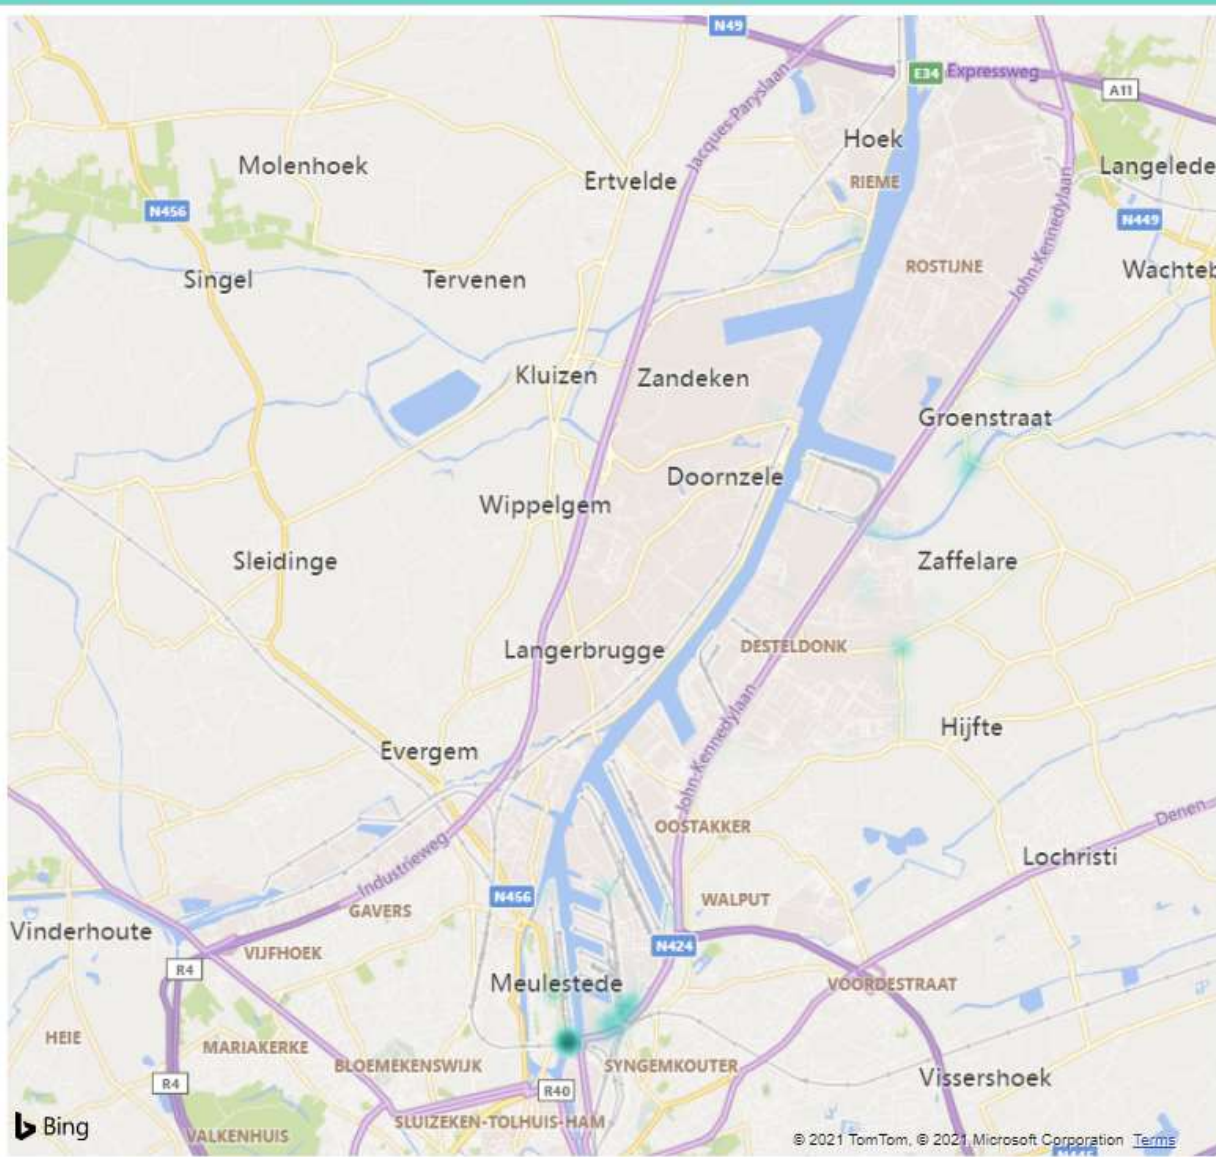 N49
E34 Expressweg
A11
Jacques-Paryslaan
Hoek
Molenhoek
Ertvelde
RIEME
Langelede
N456
John-Kennedylaan
N449
Singel
Tervenen
ROSTIJNE
Wachteb
Kluizen
Zandeken
Groenstraat
Doornzele
Wippelgem
Sleidinge
Zaffelare
Langerbrugge
DESTELDONK
John-Kennedylaan
Hijfte
Evergem
OOSTAKKER
Denen
Lochristi
Industrieweg
N456
WALPUT
GAVERS
Vinderhoute
N424
VIJFHOEK
R4
Meulestede
VOORDESTRAAT
HEIE
MARIAKERKE
BLOEMEKENSWIJK
SYNGEMKOUTER
Vissershoek
R4
R40
SLUIZEKEN-TOLHUIS-HAM
Bing
VALKENHUIS
© 2021 TomTom, © 2021 Microsoft Corporation Terms